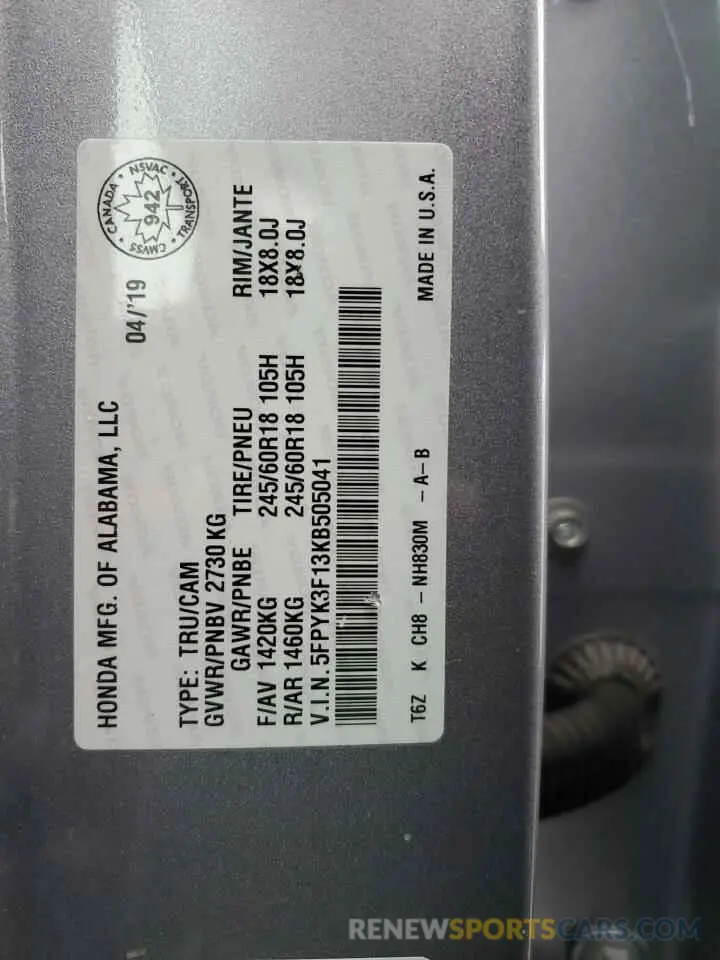 HONDA MFG. OF ALABAMA, LLC 04/'19
CANADA • NSVAC • TRANSPORT • CMVSS •
942
TYPE: TRU/CAM
GVWR/PNBV 2730 KG
GAWR/PNBE TIRE/PNEU RIM/JANTE
F/AV 1420KG 245/60R18 105H 18X8.0J
R/AR 1460KG 245/60R18 105H 18X8.0J
V.I.N. 5FPYK3F13KB505041
T6Z K CH8 - NH830M - A-B MADE IN U.S.A.
RENEWSPORTSCARS.COM